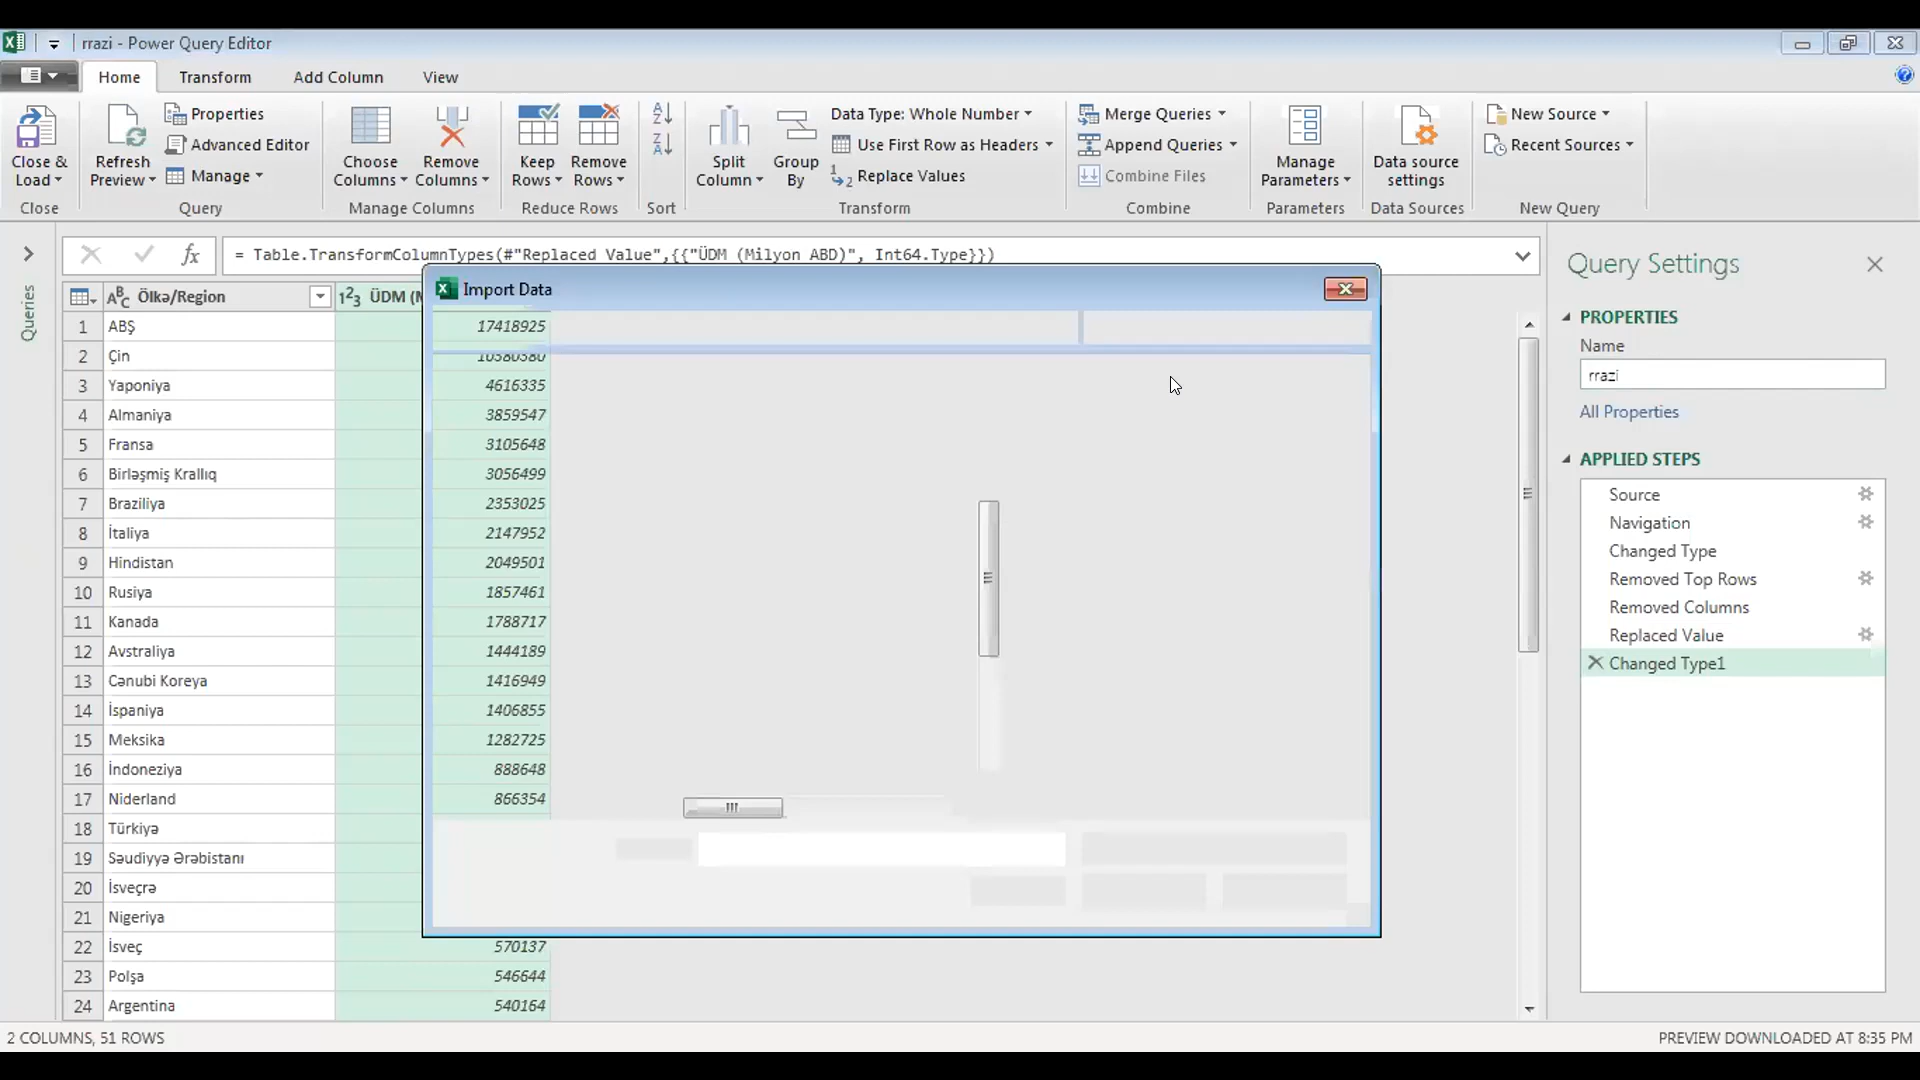 rrazi - Power Query Editor
Home
Transform
Add Column
View
Close & Load
Close
Refresh Preview
Properties
Advanced Editor
Manage
Query
Choose Columns
Remove Columns
Manage Columns
Keep Rows
Remove Rows
Reduce Rows
Sort
Split Column
Group By
Data Type: Whole Number
Use First Row as Headers
Replace Values
Transform
Merge Queries
Append Queries
Combine Files
Combine
Manage Parameters
Parameters
Data source settings
Data Sources
New Source
Recent Sources
New Query
= Table.TransformColumnTypes(#"Replaced Value",{{"ÜDM (Milyon ABD)", Int64.Type}})
Queries
Import Data
Ölkə/Region
ÜDM (M
1 ABŞ 17418925
2 Çin 10380380
3 Yaponiya 4616335
4 Almaniya 3859547
5 Fransa 3105648
6 Birləşmiş Krallıq 3056499
7 Braziliya 2353025
8 İtaliya 2147952
9 Hindistan 2049501
10 Rusiya 1857461
11 Kanada 1788717
12 Avstraliya 1444189
13 Cənubi Koreya 1416949
14 İspaniya 1406855
15 Meksika 1282725
16 İndoneziya 888648
17 Niderland 866354
18 Türkiyə
19 Səudiyyə Ərəbistanı
20 İsveçrə
21 Nigeriya
22 İsveç 570137
23 Polşa 546644
24 Argentina 540164
Query Settings
PROPERTIES
Name
rrazi
All Properties
APPLIED STEPS
Source
Navigation
Changed Type
Removed Top Rows
Removed Columns
Replaced Value
Changed Type1
2 COLUMNS, 51 ROWS
PREVIEW DOWNLOADED AT 8:35 PM